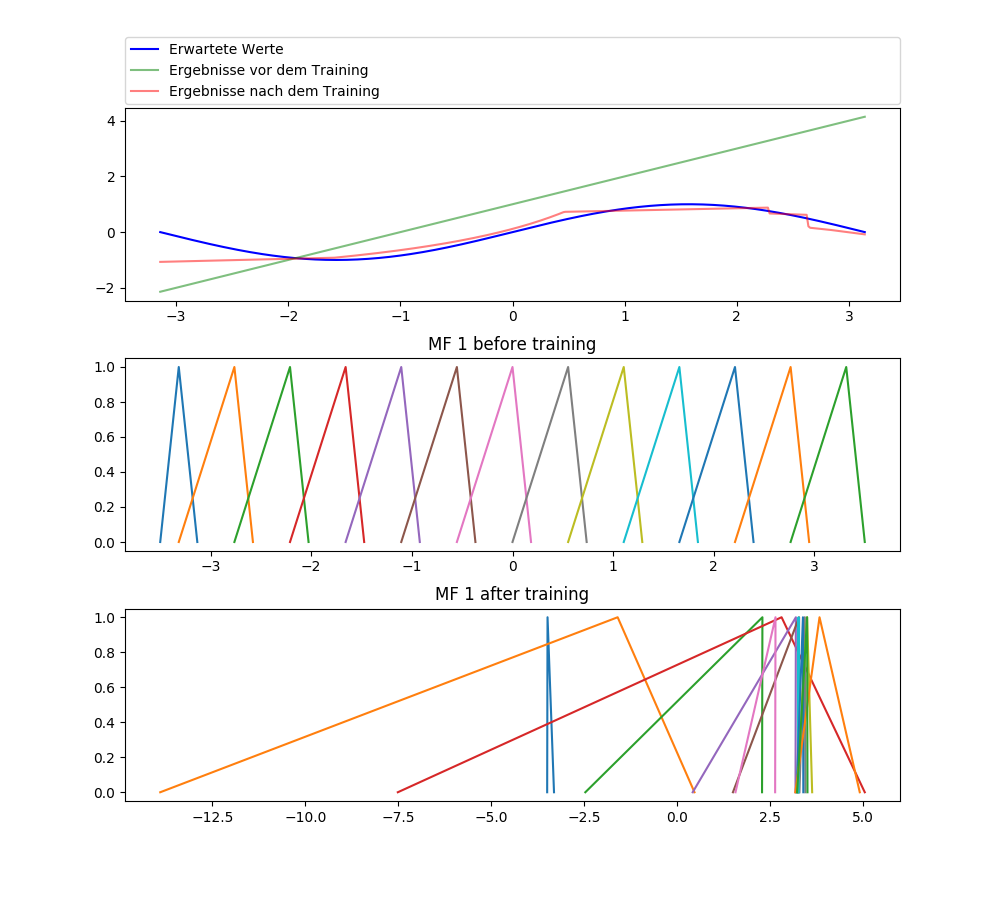 Erwartete Werte
Ergebnisse vor dem Training
Ergebnisse nach dem Training
4
2
0
−2
−3 −2 −1 0 1 2 3
MF 1 before training
1.0
0.8
0.6
0.4
0.2
0.0
−3 −2 −1 0 1 2 3
MF 1 after training
1.0
0.8
0.6
0.4
0.2
0.0
−12.5 −10.0 −7.5 −5.0 −2.5 0.0 2.5 5.0